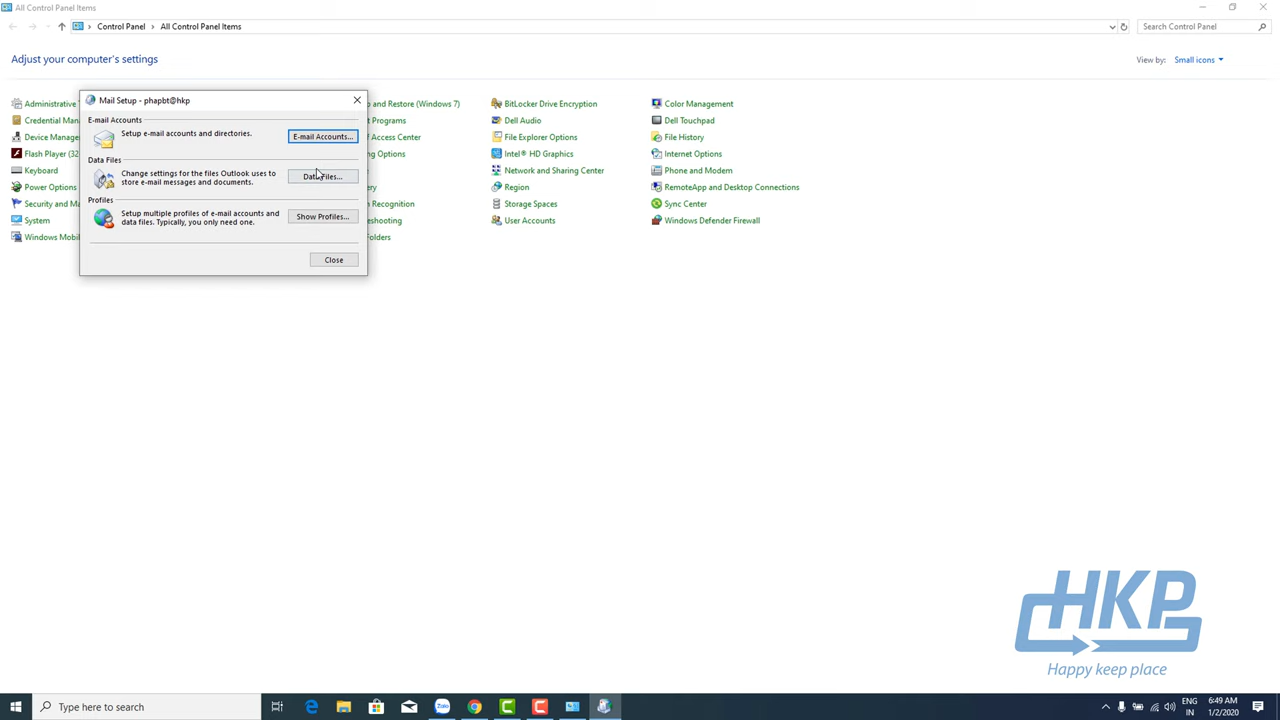 All Control Panel Items
Control Panel > All Control Panel Items
Search Control Panel
Adjust your computer's settings
View by: Small icons
Administrative
Credential Man
Device Manage
Flash Player (32
Keyboard
Power Options
Security and Ma
System
Windows Mobil
Mail Setup - phapbt@hkp
E-mail Accounts
Setup e-mail accounts and directories.
E-mail Accounts...
Data Files
Change settings for the files Outlook uses to
store e-mail messages and documents.
Profiles
Setup multiple profiles of e-mail accounts and
data files. Typically, you only need one.
Show Profiles...
Close
p and Restore (Windows 7)
t Programs
f Access Center
ing Options
ery
n Recognition
shooting
Folders
BitLocker Drive Encryption
Dell Audio
File Explorer Options
Intel® HD Graphics
Network and Sharing Center
Region
Storage Spaces
User Accounts
Color Management
Dell Touchpad
File History
Internet Options
Phone and Modem
RemoteApp and Desktop Connections
Sync Center
Windows Defender Firewall
HKP
Happy keep place
Type here to search
Zalo
ENG
IN
6:49 AM
1/2/2020